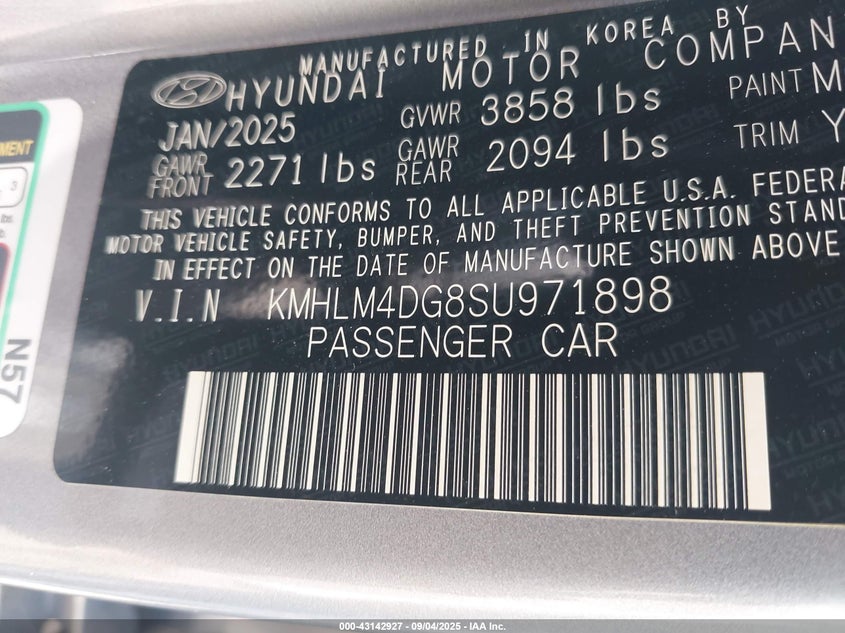 MANUFACTURED IN KOREA BY
HYUNDAI MOTOR COMPAN
JAN/2025 GVWR 3858 lbs PAINT M
GAWR FRONT 2271 lbs GAWR REAR 2094 lbs TRIM Y
THIS VEHICLE CONFORMS TO ALL APPLICABLE U.S.A. FEDERA
MOTOR VEHICLE SAFETY, BUMPER, AND THEFT PREVENTION STAND
IN EFFECT ON THE DATE OF MANUFACTURE SHOWN ABOVE
V.I.N KMHLM4DG8SU971898
PASSENGER CAR
MENT
3
lbs.
N57
000-43142927 - 09/04/2025 - IAA Inc.